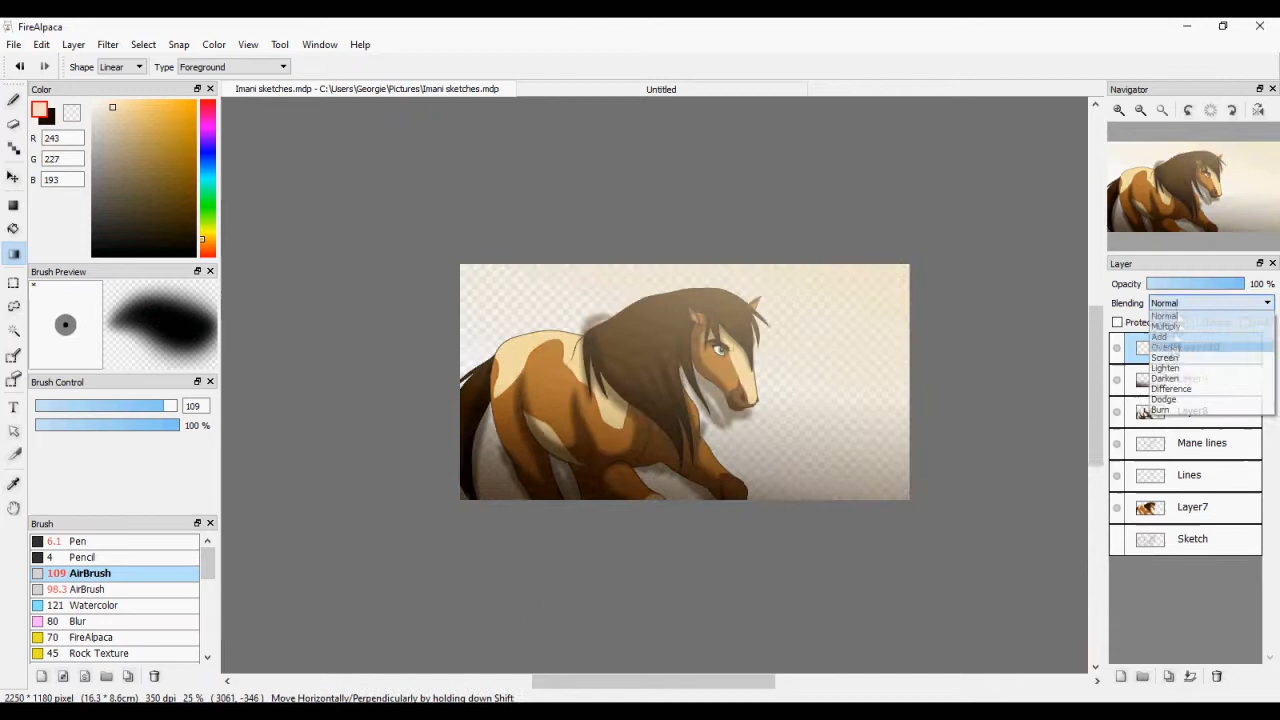 FireAlpaca
File Edit Layer Filter Select Snap Color View Tool Window Help
Shape Linear Type Foreground
Color
Imani sketches.mdp - C:\Users\Georgie\Pictures\Imani sketches.mdp
Untitled
Navigator
R 243
G 227
B 193
Layer
Brush Preview
*
Opacity 100 %
Blending Normal
Normal
Multiply
Add
Overlay
Screen
Lighten
Darken
Difference
Dodge
Burn
Layer8
Mane lines
Lines
Layer7
Sketch
Brush Control
109
100 %
Brush
6.1 Pen
4 Pencil
109 AirBrush
98.3 AirBrush
121 Watercolor
80 Blur
70 FireAlpaca
45 Rock Texture
2250 * 1180 pixel (16.3 * 8.6cm) 350 dpi 25 % ( 3061, -346 ) Move Horizontally/Perpendicularly by holding down Shift